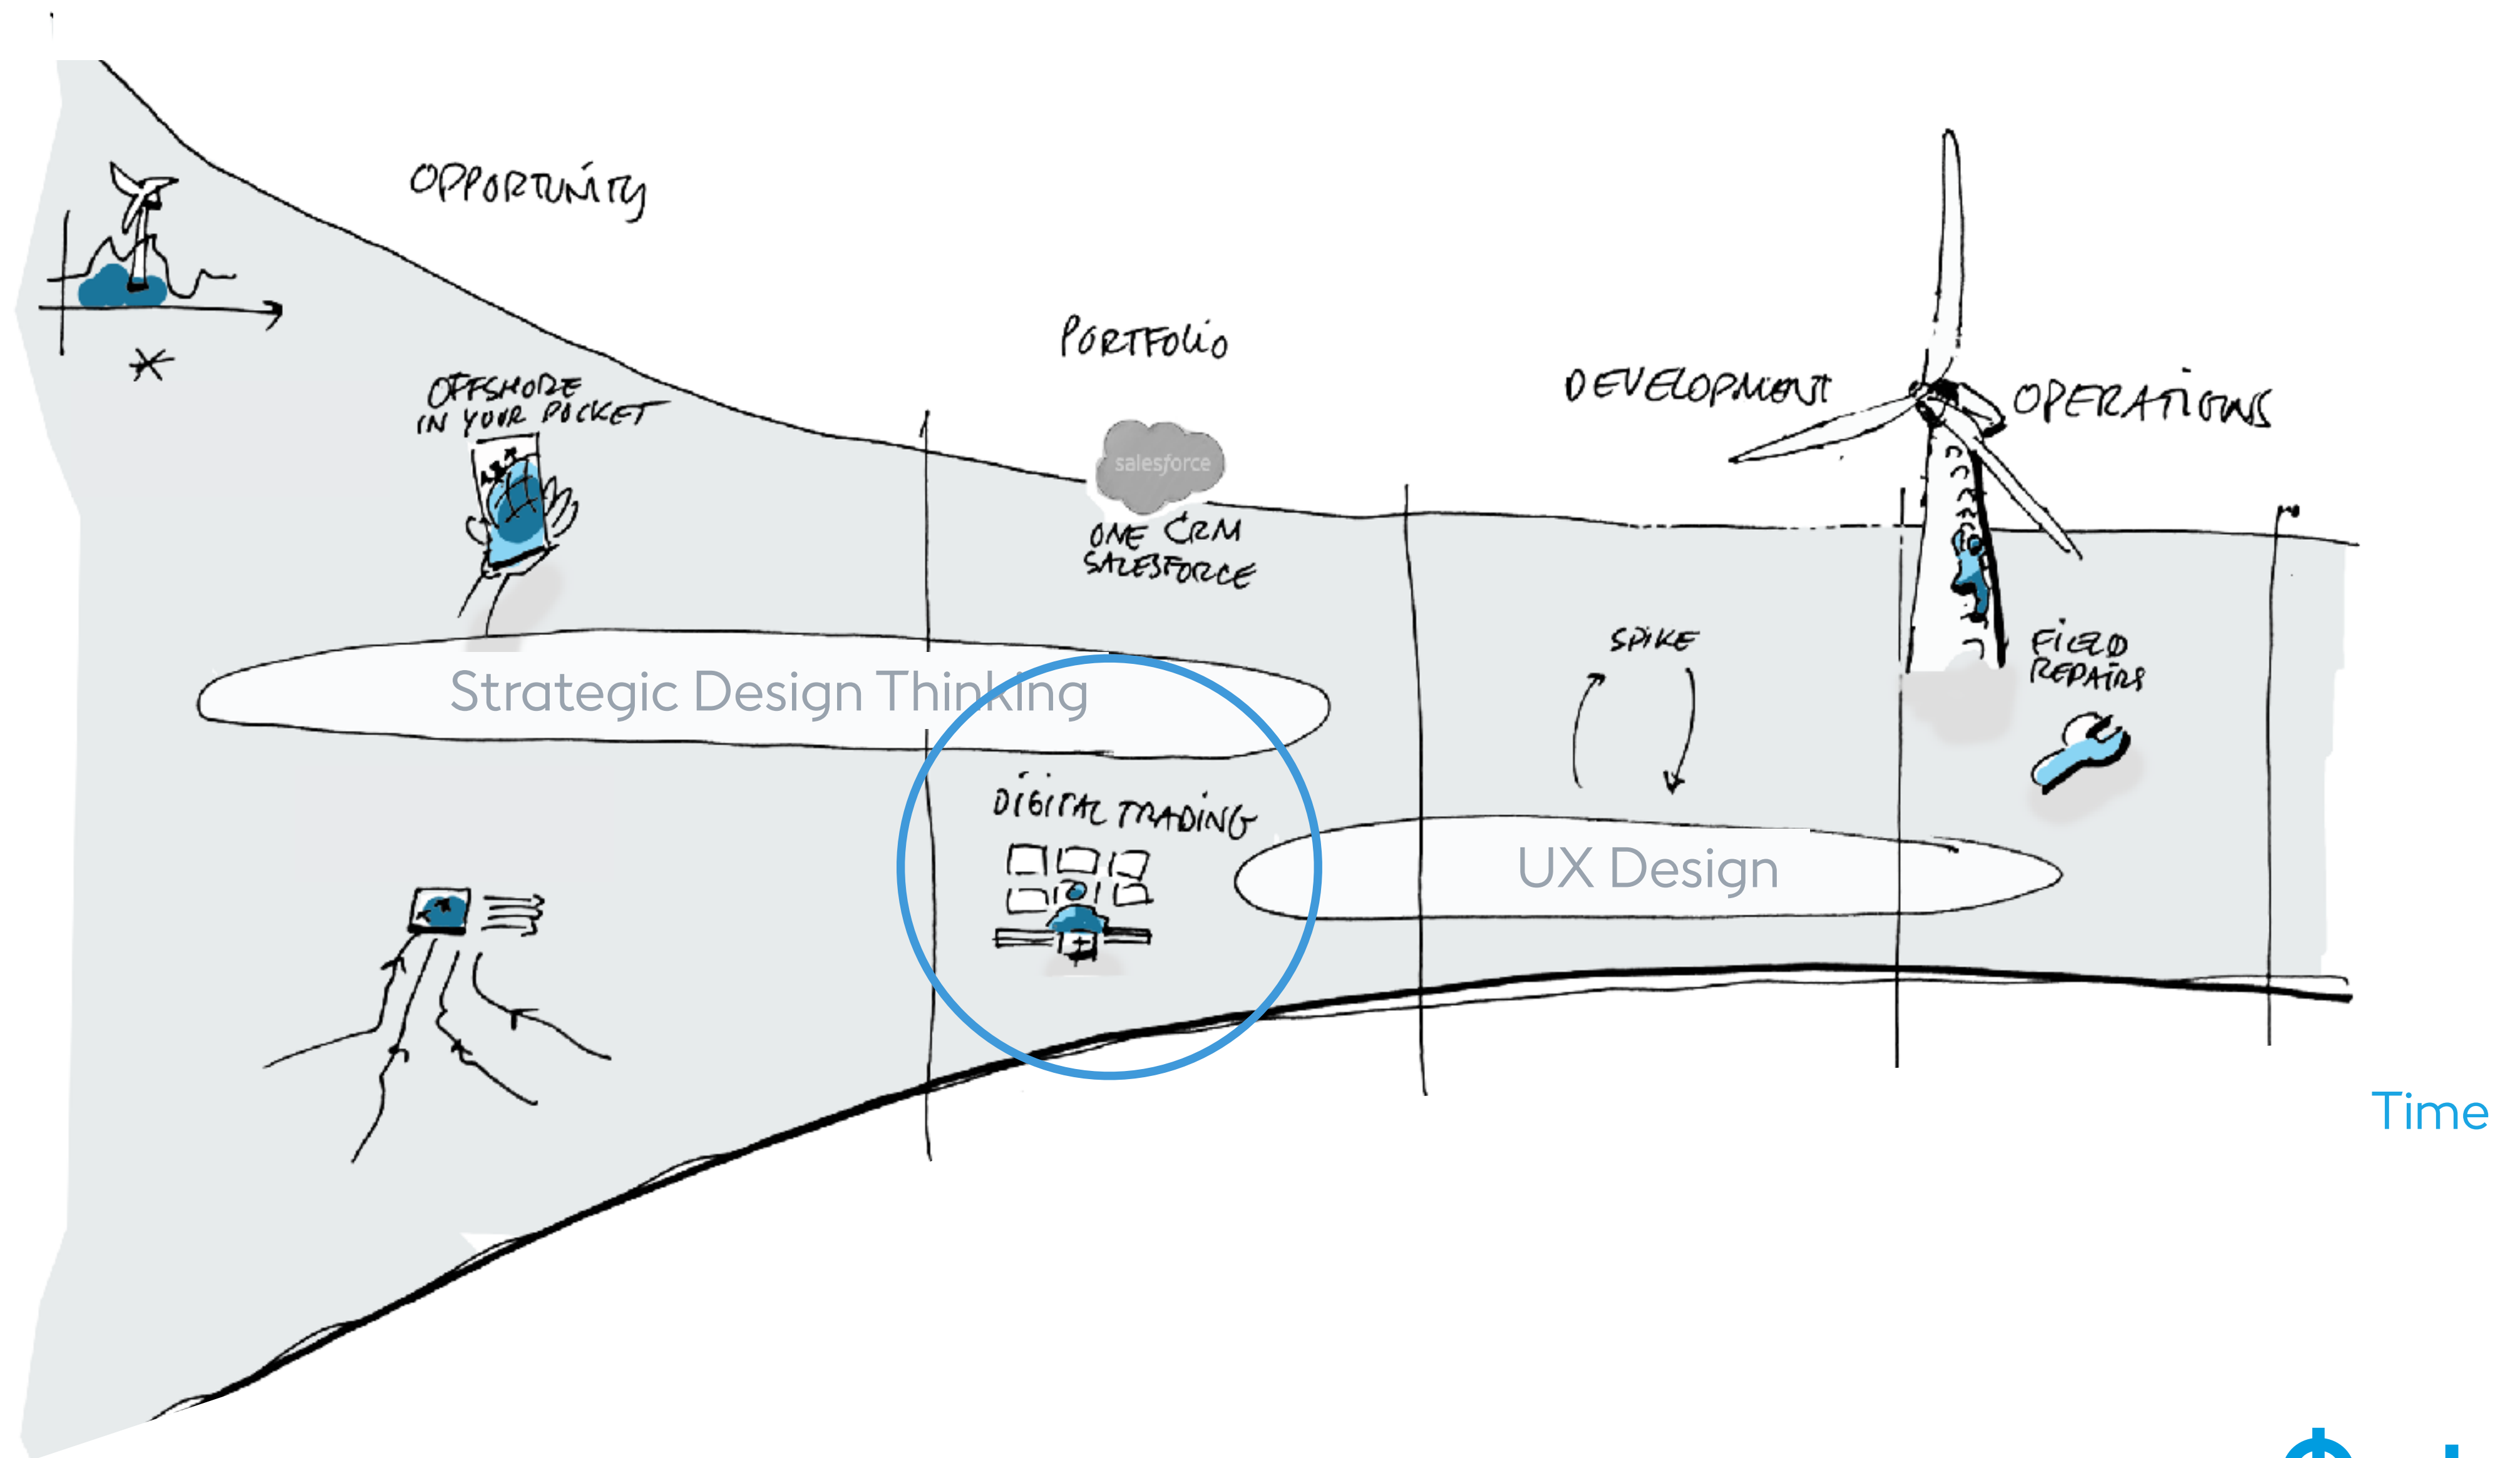 OPPORTUNITY
OFFSHORE
IN YOUR POCKET
PORTFOLIO
salesforce
ONE CRM
SALESFORCE
DEVELOPMENT
OPERATIONS
Strategic Design Thinking
SPIKE
FIELD
REPAIRS
DIGITAL TRADING
UX Design
Time